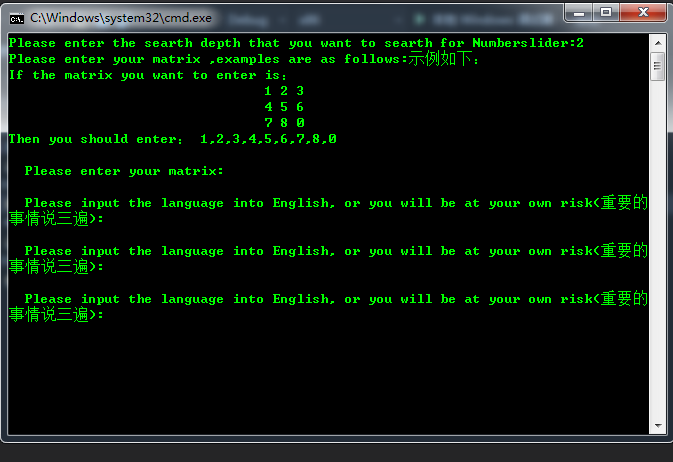 C:\Windows\system32\cmd.exe
Please enter the searth depth that you want to searth for Numberslider:2
Please enter your matrix ,examples are as follows:示例如下：
If the matrix you want to enter is：
1 2 3
4 5 6
7 8 0
Then you should enter： 1,2,3,4,5,6,7,8,0
Please enter your matrix:
Please input the language into English, or you will be at your own risk(重要的
事情说三遍):
Please input the language into English, or you will be at your own risk(重要的
事情说三遍):
Please input the language into English, or you will be at your own risk(重要的
事情说三遍):